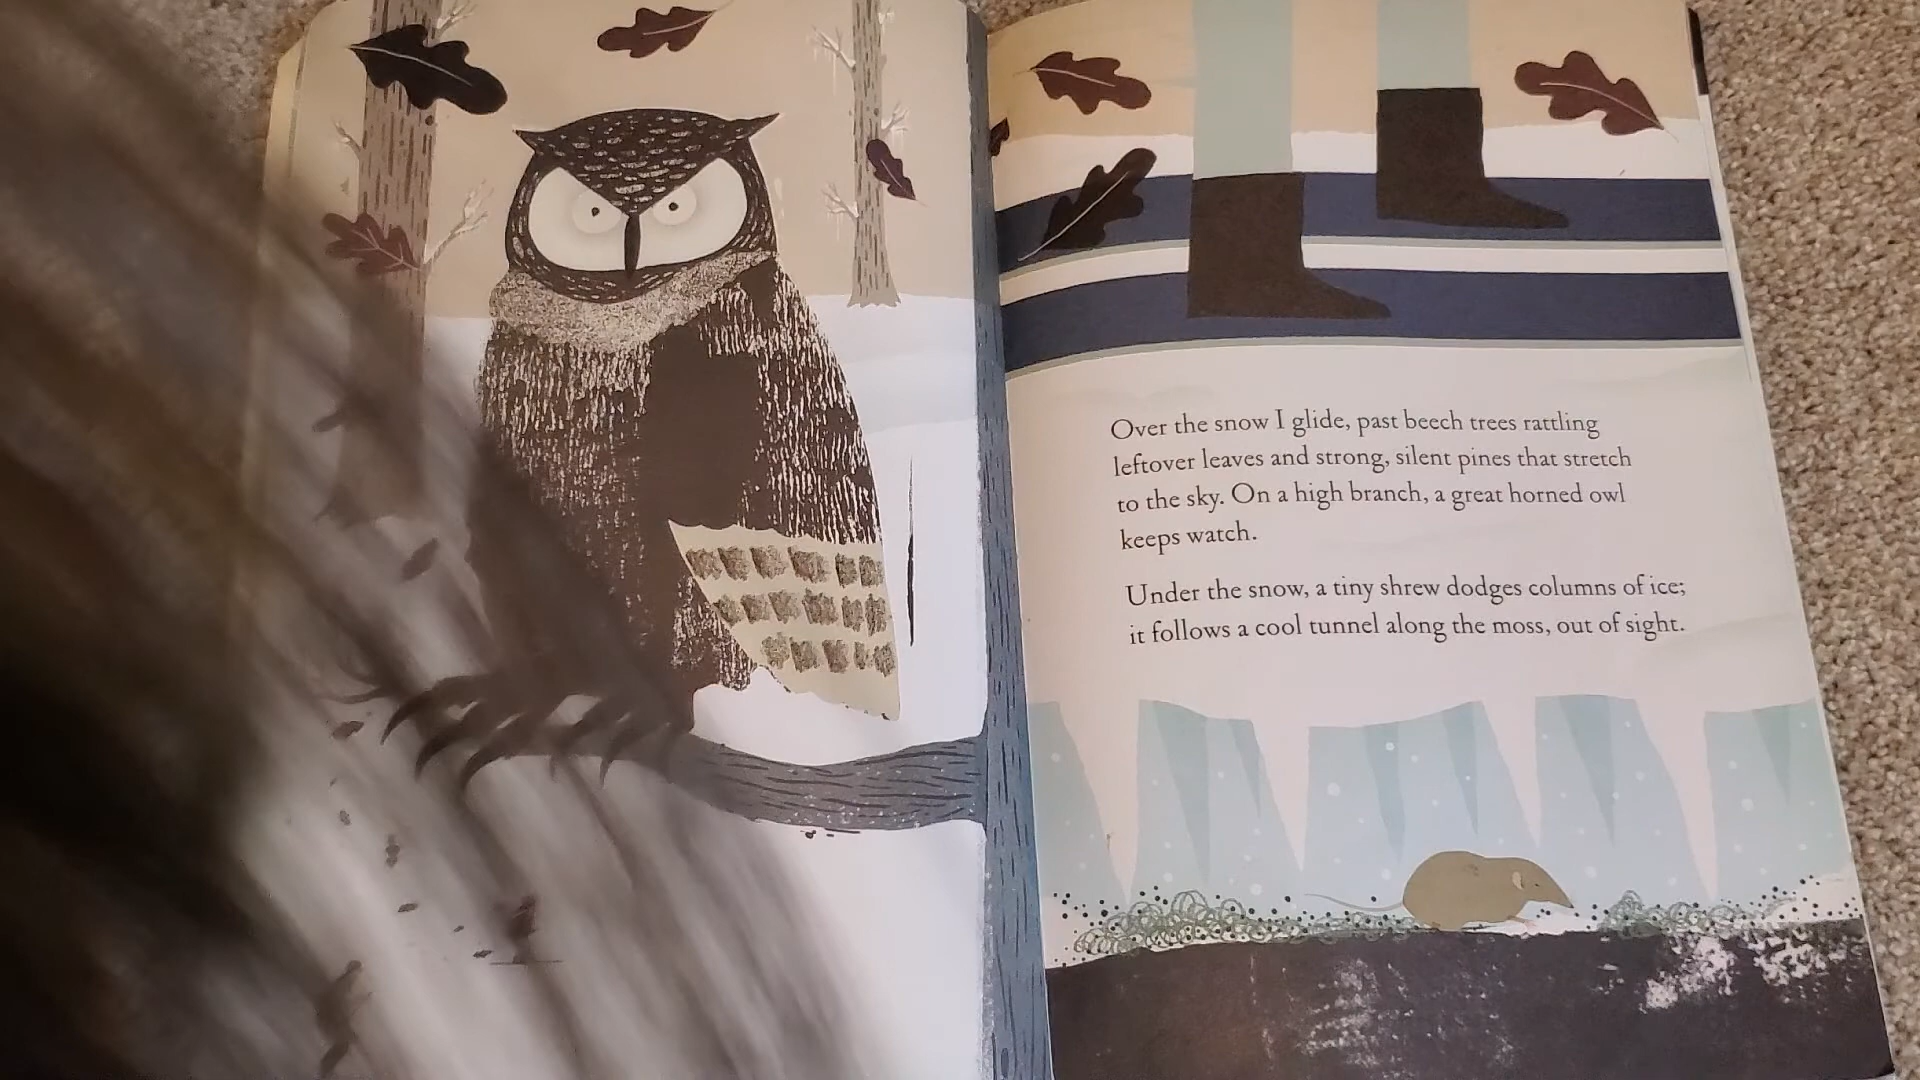 Over the snow I glide, past beech trees rattling
leftover leaves and strong, silent pines that stretch
to the sky. On a high branch, a great horned owl
keeps watch.
Under the snow, a tiny shrew dodges columns of ice;
it follows a cool tunnel along the moss, out of sight.